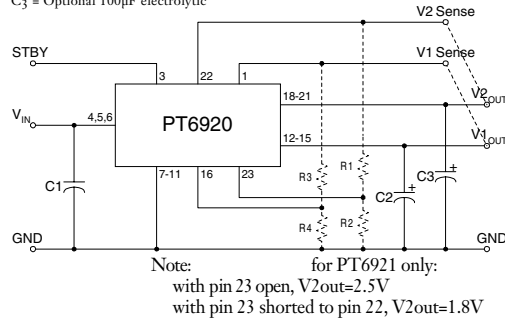 C3 = Optional 100µF electrolytic
V2 Sense
STBY
V1 Sense
3
22
1
18-21
V2OUT
VIN
4,5,6
PT6920
12-15
V1OUT
7-11
16
23
R3
R1
C1
C2
+
C3
+
R4
R2
GND
GND
Note: for PT6921 only:
with pin 23 open, V2out=2.5V
with pin 23 shorted to pin 22, V2out=1.8V